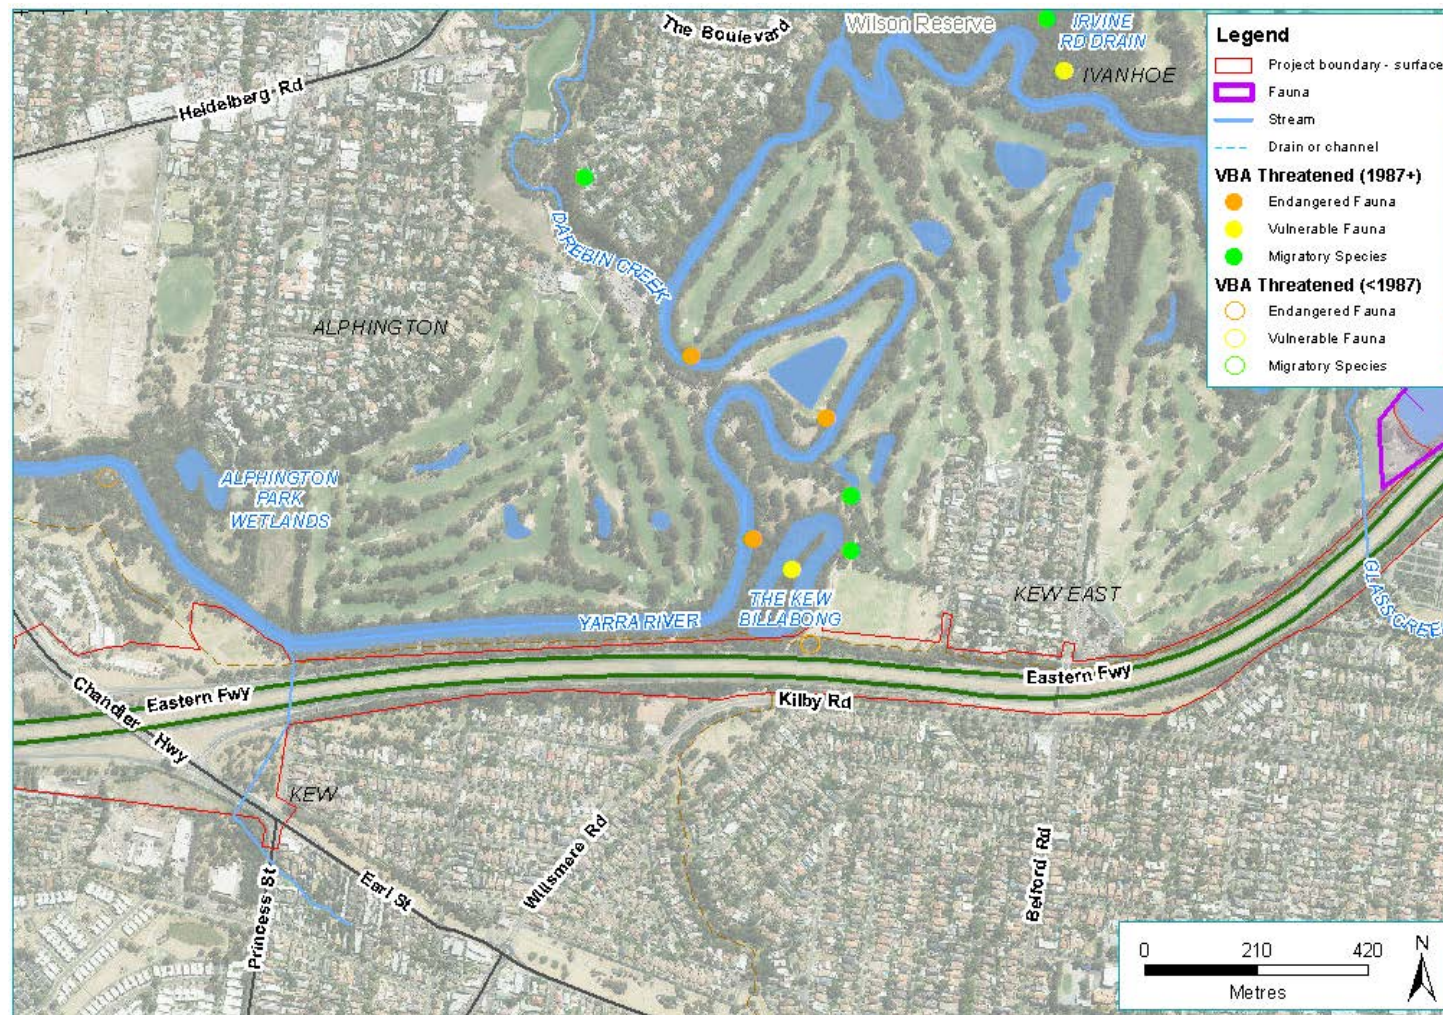 The Boulevard
Wilson Reserve
IRVINE
RD DRAIN
IVANHOE
Heidelberg Rd
DAREBIN CREEK
ALPHINGTON
ALPHINGTON
PARK
WETLANDS
YARRA RIVER
THE KEW
BILLABONG
KEW EAST
GLASSCREEK
Eastern Fwy
Eastern Fwy
Chandler Hwy
Kilby Rd
KEW
Willsmere Rd
Belford Rd
Earl St
Princess St
Legend
Project boundary - surface
Fauna
Stream
Drain or channel
VBA Threatened (1987+)
Endangered Fauna
Vulnerable Fauna
Migratory Species
VBA Threatened (<1987)
Endangered Fauna
Vulnerable Fauna
Migratory Species
0 210 420
Metres
N